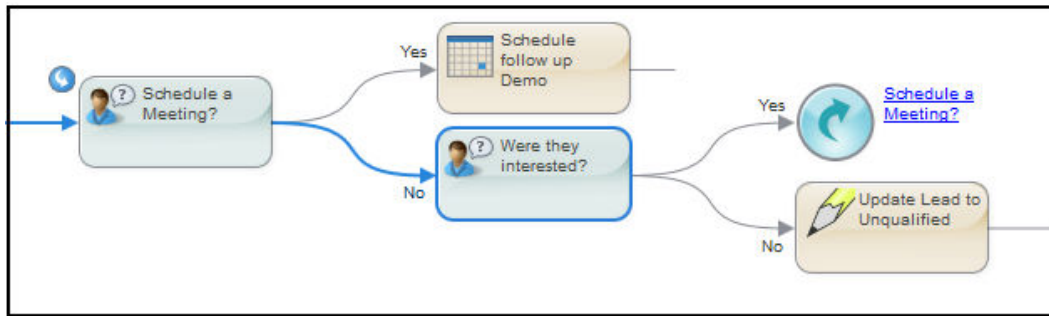 Schedule a
Meeting?
Yes
Schedule
follow up
Demo
No
Were they
interested?
Yes
Schedule a
Meeting?
No
Update Lead to
Unqualified